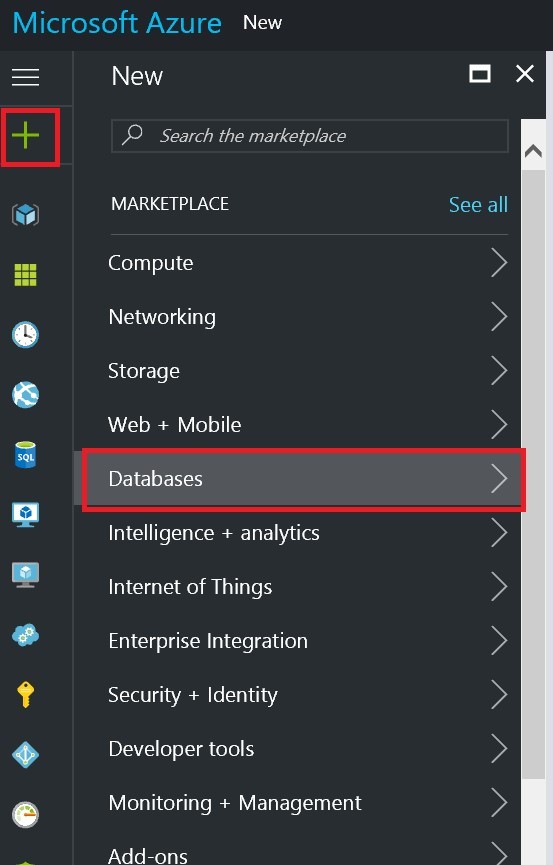 Microsoft Azure New
New
Search the marketplace
MARKETPLACE See all
Compute
Networking
Storage
Web + Mobile
SQL
Databases
Intelligence + analytics
Internet of Things
Enterprise Integration
Security + Identity
Developer tools
Monitoring + Management
Add-ons